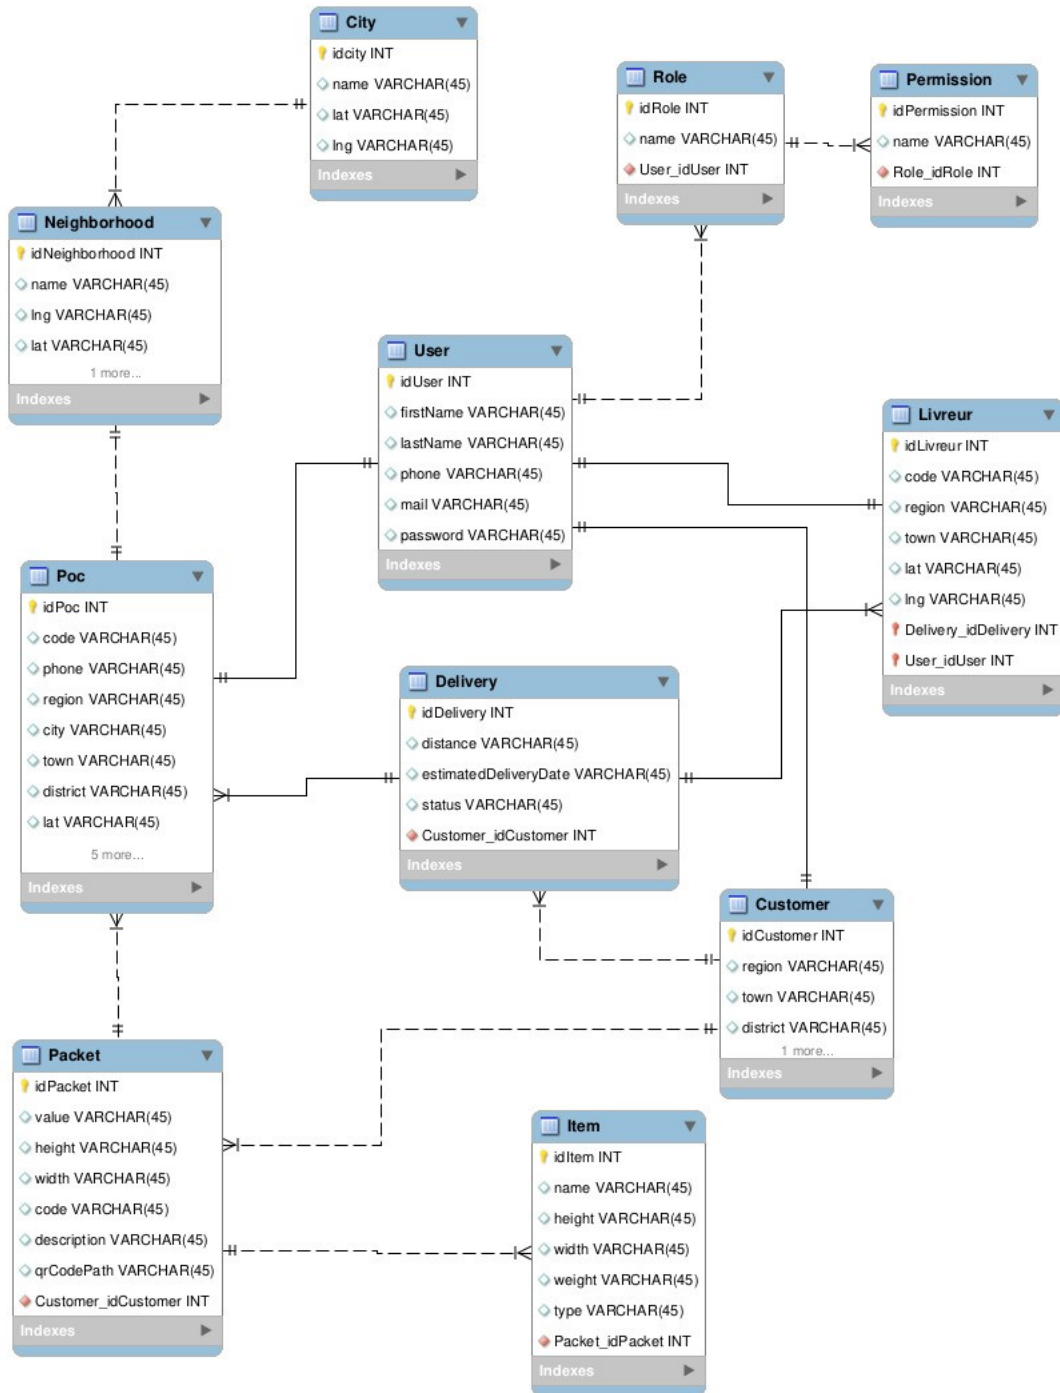 City
idcity INT
name VARCHAR(45)
lat VARCHAR(45)
lng VARCHAR(45)
Indexes
Role
idRole INT
name VARCHAR(45)
User_idUser INT
Indexes
Permission
idPermission INT
name VARCHAR(45)
Role_idRole INT
Indexes
Neighborhood
idNeighborhood INT
name VARCHAR(45)
lng VARCHAR(45)
lat VARCHAR(45)
1 more...
Indexes
User
idUser INT
firstName VARCHAR(45)
lastName VARCHAR(45)
phone VARCHAR(45)
mail VARCHAR(45)
password VARCHAR(45)
Indexes
Livreur
idLivreur INT
code VARCHAR(45)
region VARCHAR(45)
town VARCHAR(45)
lat VARCHAR(45)
lng VARCHAR(45)
Delivery_idDelivery INT
User_idUser INT
Indexes
Poc
idPoc INT
code VARCHAR(45)
phone VARCHAR(45)
region VARCHAR(45)
city VARCHAR(45)
town VARCHAR(45)
district VARCHAR(45)
lat VARCHAR(45)
5 more...
Indexes
Delivery
idDelivery INT
distance VARCHAR(45)
estimatedDeliveryDate VARCHAR(45)
status VARCHAR(45)
Customer_idCustomer INT
Indexes
Customer
idCustomer INT
region VARCHAR(45)
town VARCHAR(45)
district VARCHAR(45)
1 more...
Indexes
Packet
idPacket INT
value VARCHAR(45)
height VARCHAR(45)
width VARCHAR(45)
code VARCHAR(45)
description VARCHAR(45)
qrCodePath VARCHAR(45)
Customer_idCustomer INT
Indexes
Item
idItem INT
name VARCHAR(45)
height VARCHAR(45)
width VARCHAR(45)
weight VARCHAR(45)
type VARCHAR(45)
Packet_idPacket INT
Indexes